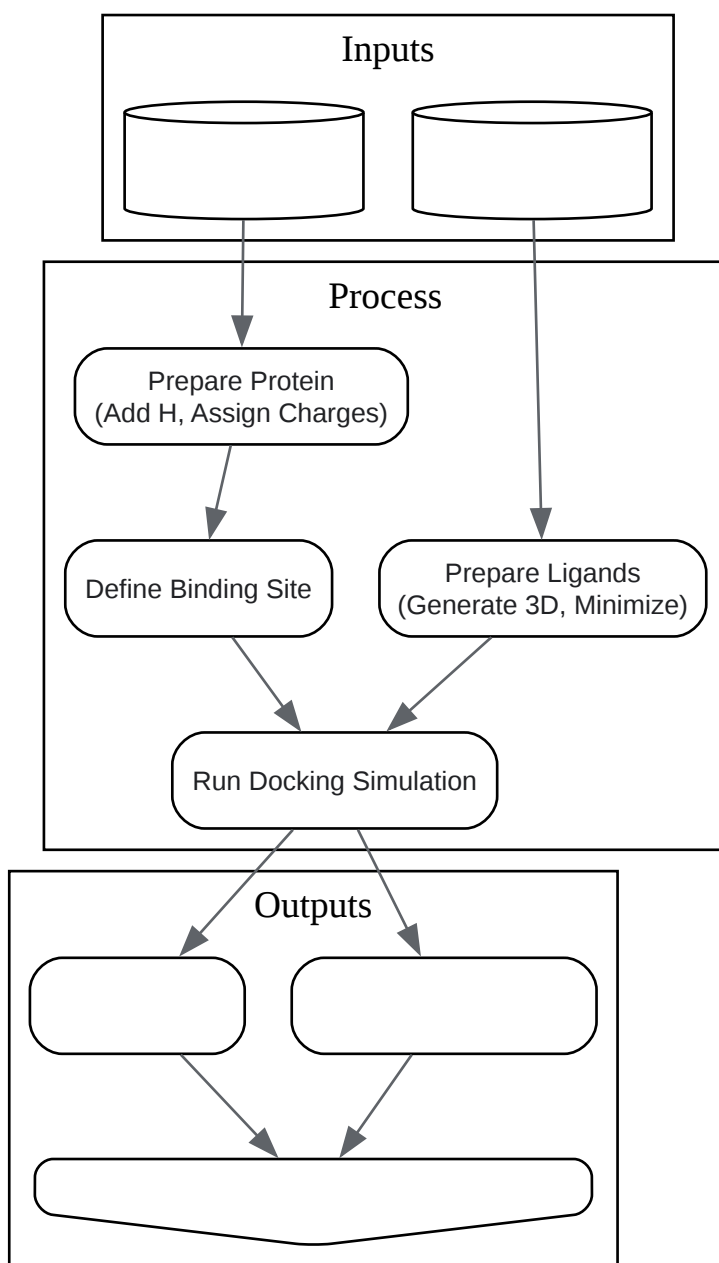 Inputs
Process
Prepare Protein
(Add H, Assign Charges)
Define Binding Site
Prepare Ligands
(Generate 3D, Minimize)
Run Docking Simulation
Outputs